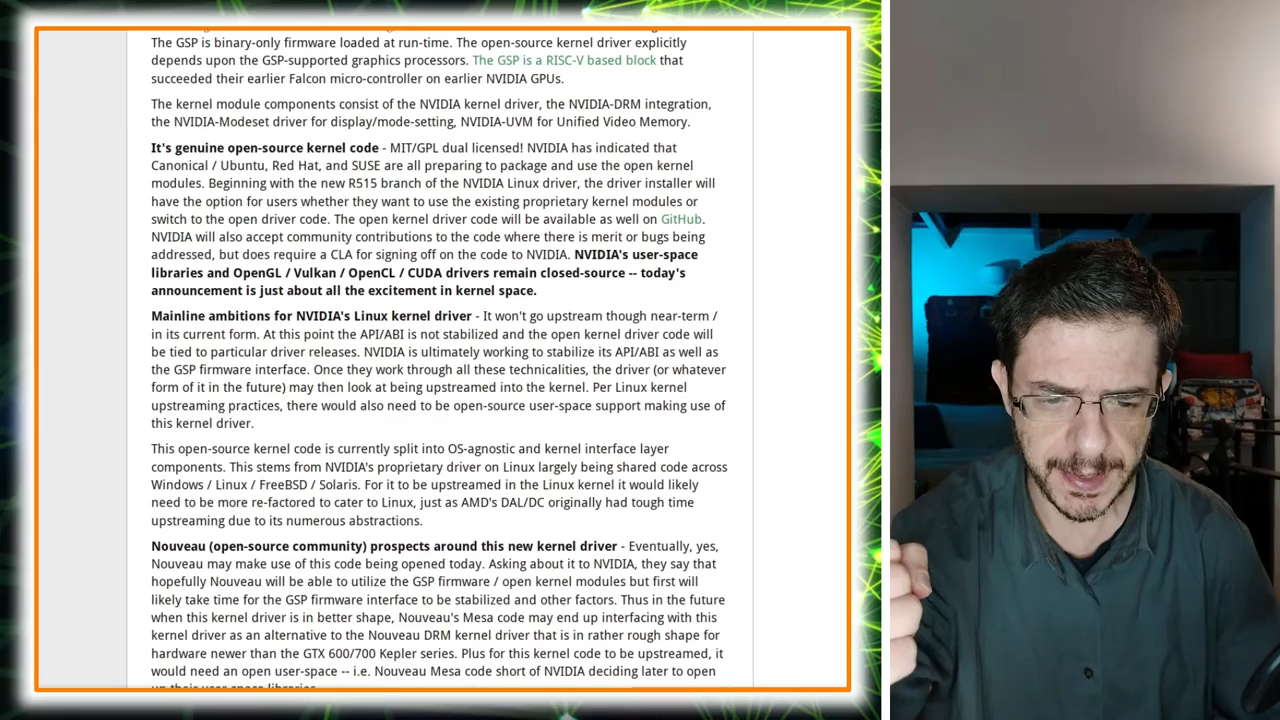 The GSP is binary-only firmware loaded at run-time. The open-source kernel driver explicitly
depends upon the GSP-supported graphics processors. The GSP is a RISC-V based block that
succeeded their earlier Falcon micro-controller on earlier NVIDIA GPUs.
The kernel module components consist of the NVIDIA kernel driver, the NVIDIA-DRM integration,
the NVIDIA-Modeset driver for display/mode-setting, NVIDIA-UVM for Unified Video Memory.
It's genuine open-source kernel code - MIT/GPL dual licensed! NVIDIA has indicated that
Canonical / Ubuntu, Red Hat, and SUSE are all preparing to package and use the open kernel
modules. Beginning with the new R515 branch of the NVIDIA Linux driver, the driver installer will
have the option for users whether they want to use the existing proprietary kernel modules or
switch to the open driver code. The open kernel driver code will be available as well on GitHub.
NVIDIA will also accept community contributions to the code where there is merit or bugs being
addressed, but does require a CLA for signing off on the code to NVIDIA. NVIDIA's user-space
libraries and OpenGL / Vulkan / OpenCL / CUDA drivers remain closed-source -- today's
announcement is just about all the excitement in kernel space.
Mainline ambitions for NVIDIA's Linux kernel driver - It won't go upstream though near-term /
in its current form. At this point the API/ABI is not stabilized and the open kernel driver code will
be tied to particular driver releases. NVIDIA is ultimately working to stabilize its API/ABI as well as
the GSP firmware interface. Once they work through all these technicalities, the driver (or whatever
form of it in the future) may then look at being upstreamed into the kernel. Per Linux kernel
upstreaming practices, there would also need to be open-source user-space support making use of
this kernel driver.
This open-source kernel code is currently split into OS-agnostic and kernel interface layer
components. This stems from NVIDIA's proprietary driver on Linux largely being shared code across
Windows / Linux / FreeBSD / Solaris. For it to be upstreamed in the Linux kernel it would likely
need to be more re-factored to cater to Linux, just as AMD's DAL/DC originally had tough time
upstreaming due to its numerous abstractions.
Nouveau (open-source community) prospects around this new kernel driver - Eventually, yes,
Nouveau may make use of this code being opened today. Asking about it to NVIDIA, they say that
hopefully Nouveau will be able to utilize the GSP firmware / open kernel modules but first will
likely take time for the GSP firmware interface to be stabilized and other factors. Thus in the future
when this kernel driver is in better shape, Nouveau's Mesa code may end up interfacing with this
kernel driver as an alternative to the Nouveau DRM kernel driver that is in rather rough shape for
hardware newer than the GTX 600/700 Kepler series. Plus for this kernel code to be upstreamed, it
would need an open user-space -- i.e. Nouveau Mesa code short of NVIDIA deciding later to open